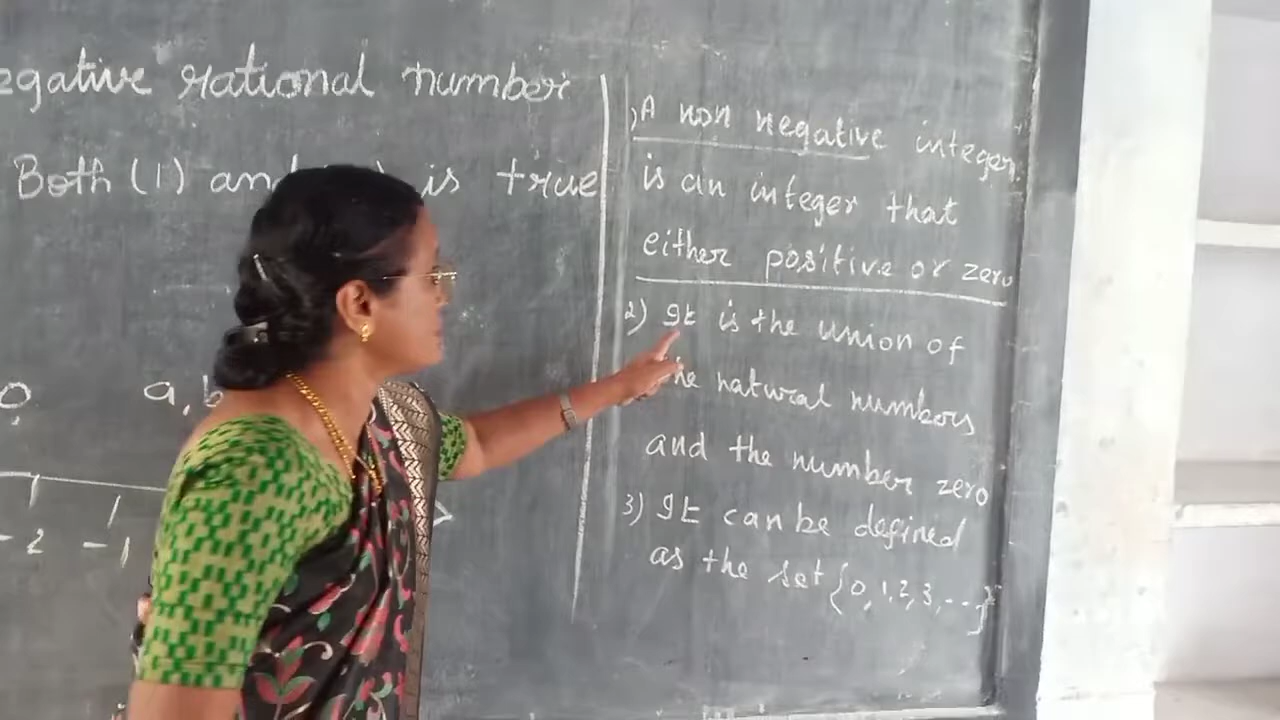 egative rational number
Both (1) and is true
0, a, b
-2 -1
1) A non negative integer
is an integer that
either positive or zero
2) It is the union of
the natural numbers
and the number zero
3) It can be defined
as the set {0, 1, 2, 3, ...}